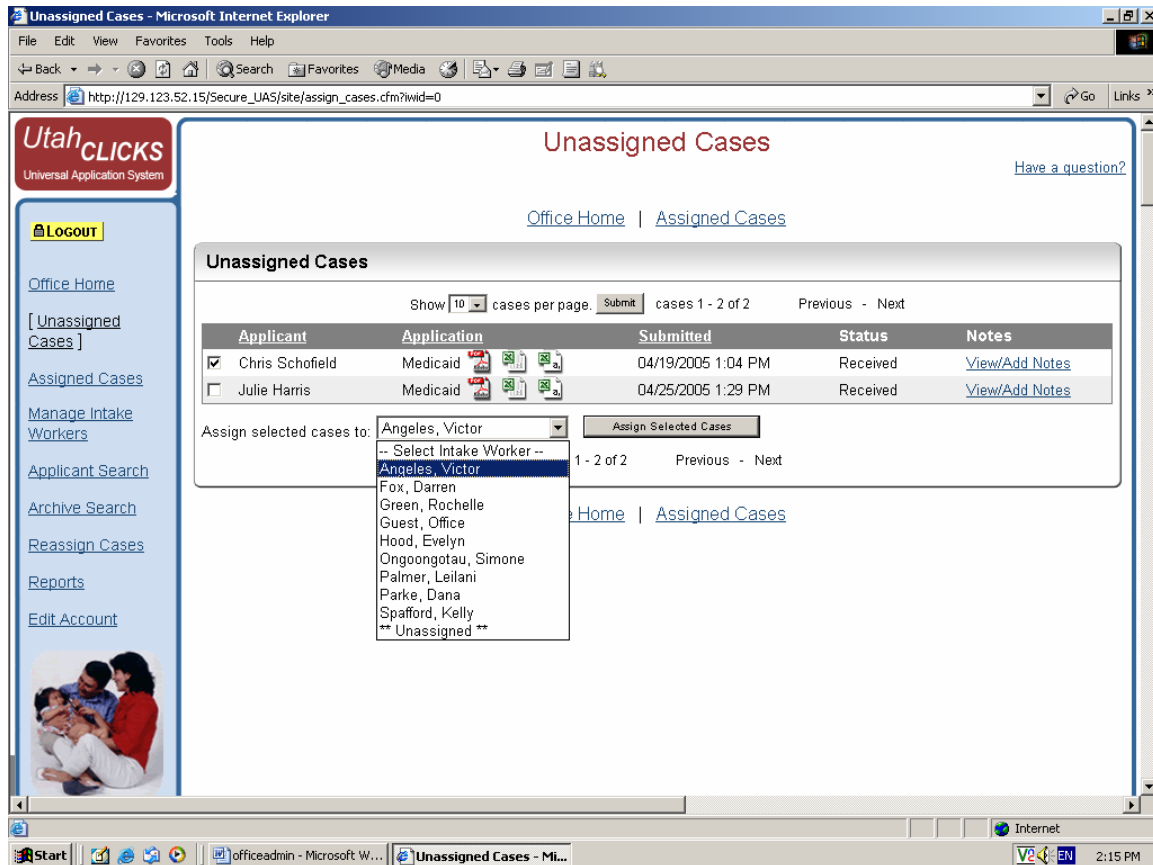 Unassigned Cases - Microsoft Internet Explorer
File Edit View Favorites Tools Help
Back Search Favorites Media
Address http://129.123.52.15/Secure_UAS/site/assign_cases.cfm?iwid=0 Go Links »
Utah CLICKS
Universal Application System
Unassigned Cases
Have a question?
Office Home | Assigned Cases
LOGOUT
Office Home
[ Unassigned
Cases ]
Assigned Cases
Manage Intake
Workers
Applicant Search
Archive Search
Reassign Cases
Reports
Edit Account
Unassigned Cases
Show 10 cases per page. Submit cases 1 - 2 of 2 Previous - Next
Applicant Application Submitted Status Notes
Chris Schofield Medicaid 04/19/2005 1:04 PM Received View/Add Notes
Julie Harris Medicaid 04/25/2005 1:29 PM Received View/Add Notes
Assign selected cases to: Angeles, Victor Assign Selected Cases
-- Select Intake Worker --
Angeles, Victor
Fox, Darren
Green, Rochelle
Guest, Office
Hood, Evelyn
Ongoongotau, Simone
Palmer, Leilani
Parke, Dana
Spafford, Kelly
** Unassigned **
1 - 2 of 2 Previous - Next
Home | Assigned Cases
Internet
Start officeadmin - Microsoft W... Unassigned Cases - Mi... EN 2:15 PM